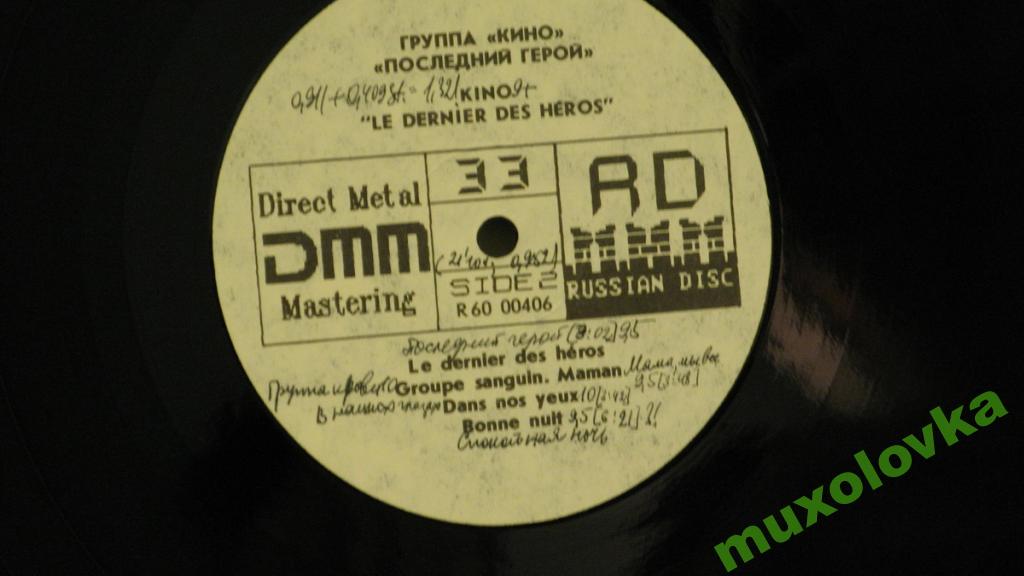 ГРУППА «КИНО»
«ПОСЛЕДНИЙ ГЕРОЙ»
KINO
"LE DERNIER DES HÉROS"
Direct Metal
DMM
Mastering
33
SIDE 2
R 60 00406
RD
RUSSIAN DISC
Последний герой
Le dernier des héros
Группа крови Groupe sanguin. Maman Мама, мы все
В наших глазах Dans nos yeux
Bonne nuit
Спокойная ночь
muxolovka